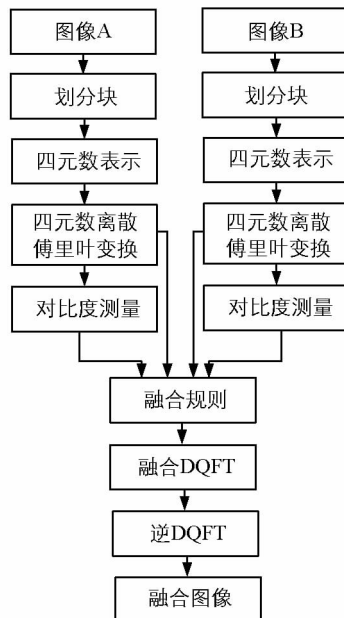 图像A
图像B
划分块
划分块
四元数表示
四元数表示
四元数离散
傅里叶变换
四元数离散
傅里叶变换
对比度测量
对比度测量
融合规则
融合DQFT
逆DQFT
融合图像